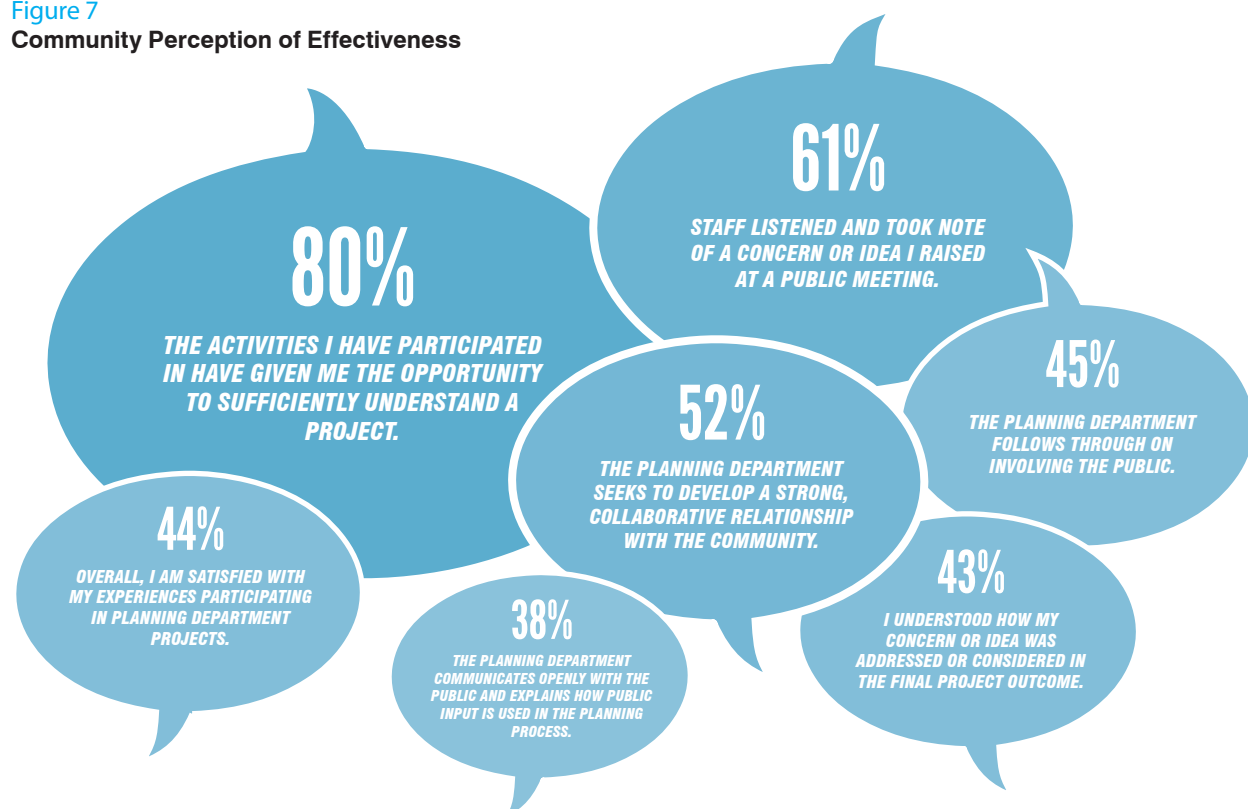 Figure 7
Community Perception of Effectiveness
80%
THE ACTIVITIES I HAVE PARTICIPATED
IN HAVE GIVEN ME THE OPPORTUNITY
TO SUFFICIENTLY UNDERSTAND A
PROJECT.
61%
STAFF LISTENED AND TOOK NOTE
OF A CONCERN OR IDEA I RAISED
AT A PUBLIC MEETING.
52%
THE PLANNING DEPARTMENT
SEEKS TO DEVELOP A STRONG,
COLLABORATIVE RELATIONSHIP
WITH THE COMMUNITY.
45%
THE PLANNING DEPARTMENT
FOLLOWS THROUGH ON
INVOLVING THE PUBLIC.
44%
OVERALL, I AM SATISFIED WITH
MY EXPERIENCES PARTICIPATING
IN PLANNING DEPARTMENT
PROJECTS.
38%
THE PLANNING DEPARTMENT
COMMUNICATES OPENLY WITH THE
PUBLIC AND EXPLAINS HOW PUBLIC
INPUT IS USED IN THE PLANNING
PROCESS.
43%
I UNDERSTOOD HOW MY
CONCERN OR IDEA WAS
ADDRESSED OR CONSIDERED IN
THE FINAL PROJECT OUTCOME.